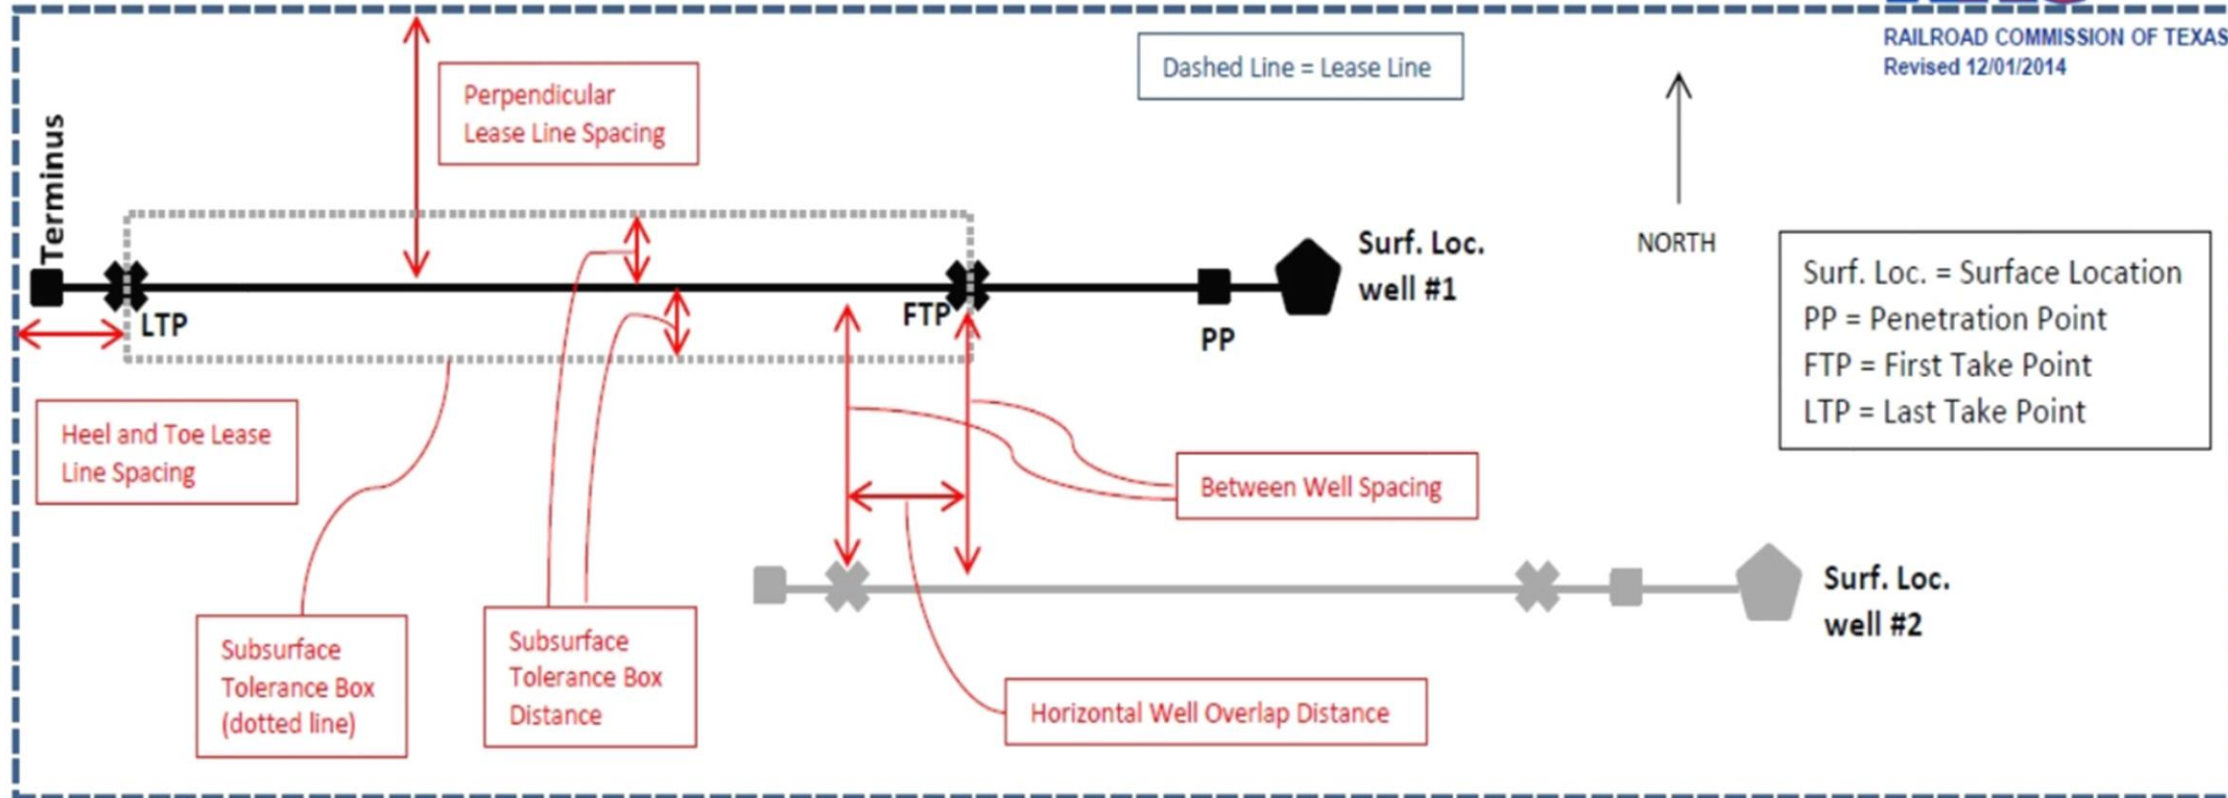 RAILROAD COMMISSION OF TEXAS
Revised 12/01/2014
Dashed Line = Lease Line
Perpendicular
Lease Line Spacing
Terminus
NORTH
Surf. Loc.
well #1
LTP
FTP
PP
Surf. Loc. = Surface Location
PP = Penetration Point
FTP = First Take Point
LTP = Last Take Point
Heel and Toe Lease
Line Spacing
Between Well Spacing
Surf. Loc.
well #2
Subsurface
Tolerance Box
(dotted line)
Subsurface
Tolerance Box
Distance
Horizontal Well Overlap Distance